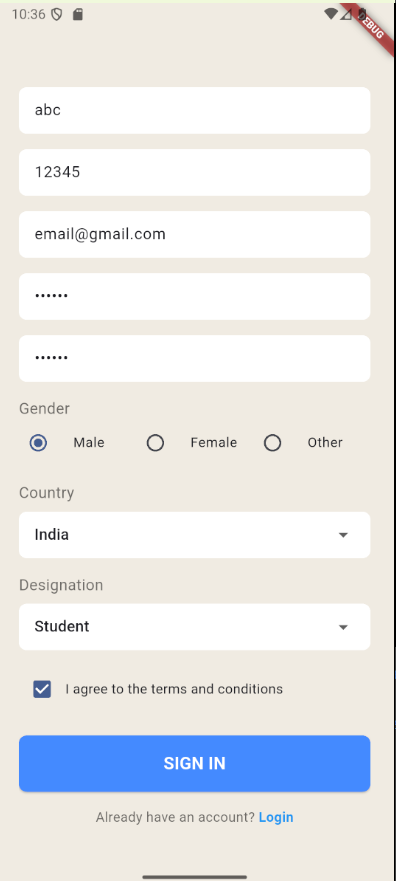 10:36
EBUG
abc
12345
email@gmail.com
••••••
••••••
Gender
Male Female Other
Country
India
Designation
Student
I agree to the terms and conditions
SIGN IN
Already have an account? Login